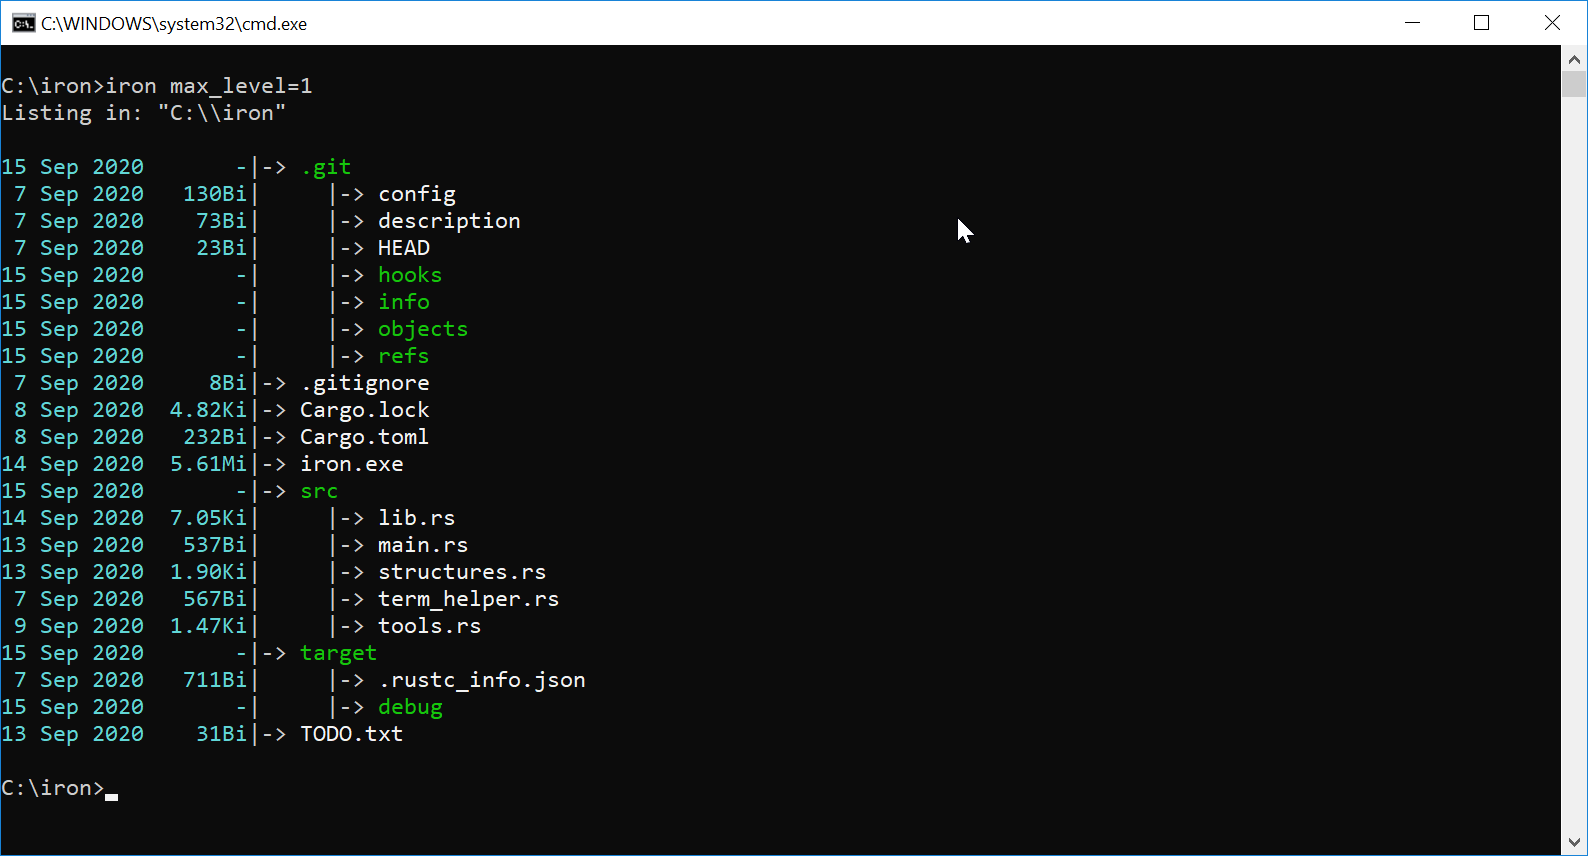 C:\WINDOWS\system32\cmd.exe
C:\iron>iron max_level=1
Listing in: "C:\\iron"
15 Sep 2020       -|-> .git
 7 Sep 2020   130Bi|     |-> config
 7 Sep 2020    73Bi|     |-> description
 7 Sep 2020    23Bi|     |-> HEAD
15 Sep 2020       -|     |-> hooks
15 Sep 2020       -|     |-> info
15 Sep 2020       -|     |-> objects
15 Sep 2020       -|     |-> refs
 7 Sep 2020     8Bi|-> .gitignore
 8 Sep 2020  4.82Ki|-> Cargo.lock
 8 Sep 2020   232Bi|-> Cargo.toml
14 Sep 2020  5.61Mi|-> iron.exe
15 Sep 2020       -|-> src
14 Sep 2020  7.05Ki|     |-> lib.rs
13 Sep 2020   537Bi|     |-> main.rs
13 Sep 2020  1.90Ki|     |-> structures.rs
 7 Sep 2020   567Bi|     |-> term_helper.rs
 9 Sep 2020  1.47Ki|     |-> tools.rs
15 Sep 2020       -|-> target
 7 Sep 2020   711Bi|     |-> .rustc_info.json
15 Sep 2020       -|     |-> debug
13 Sep 2020    31Bi|-> TODO.txt
C:\iron>